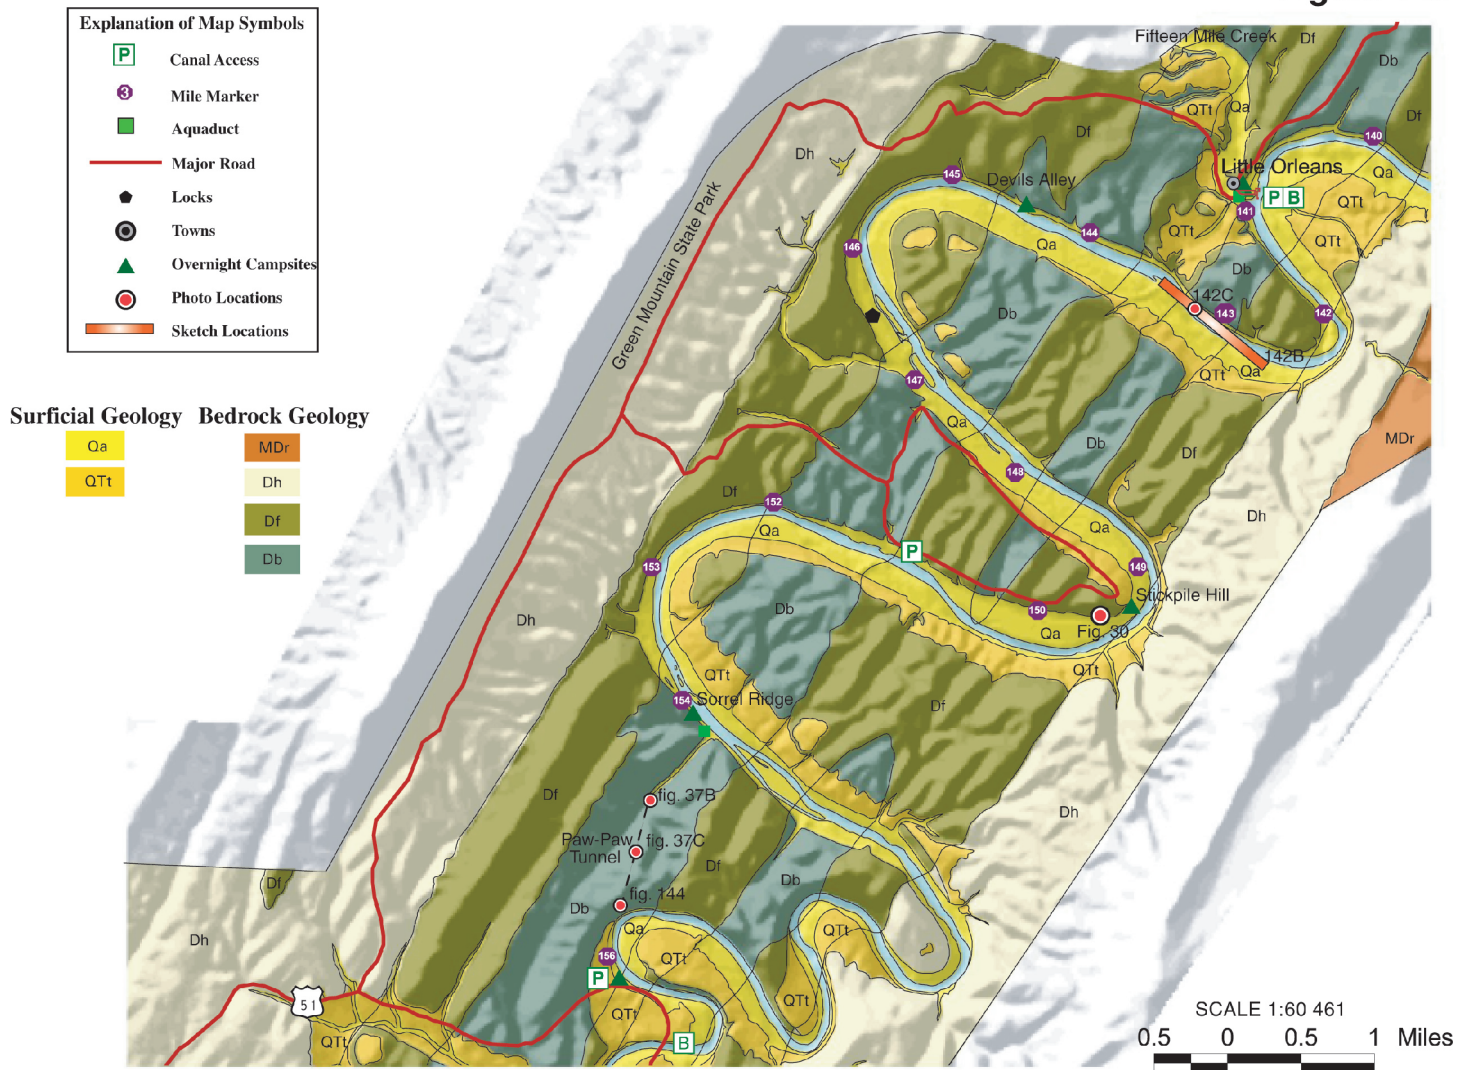 g
Explanation of Map Symbols
P Canal Access
3 Mile Marker
Aquaduct
Major Road
Locks
Towns
Overnight Campsites
Photo Locations
Sketch Locations
Surficial Geology Bedrock Geology
Qa MDr
QTt Dh
Df
Db
Fifteen Mile Creek
Df
Db
Df
QTt
Qa
140
Df
Dh
145
Devils Alley
Little Orleans
Qa
P B
QTt
141
144
QTt
QTt
Qa
146
Green Mountain State Park
Db
142C
143
142
Db
142B
QTt
Qa
147
Qa
MDr
Db
Df
148
Df
152
Dh
Qa
Qa
P
153
149
Stickpile Hill
Db
150
Dh
Qa
Fig. 30
QTt
QTt
154
Sorrel Ridge
Df
Df
fig. 37B
Dh
Paw-Paw
Tunnel
fig. 37C
Df
Db
Df
fig. 144
Db
Qa
QTt
Dh
156
QTt
P
QTt
51
QTt
QTt
B
SCALE 1:60 461
0.5 0 0.5 1 Miles